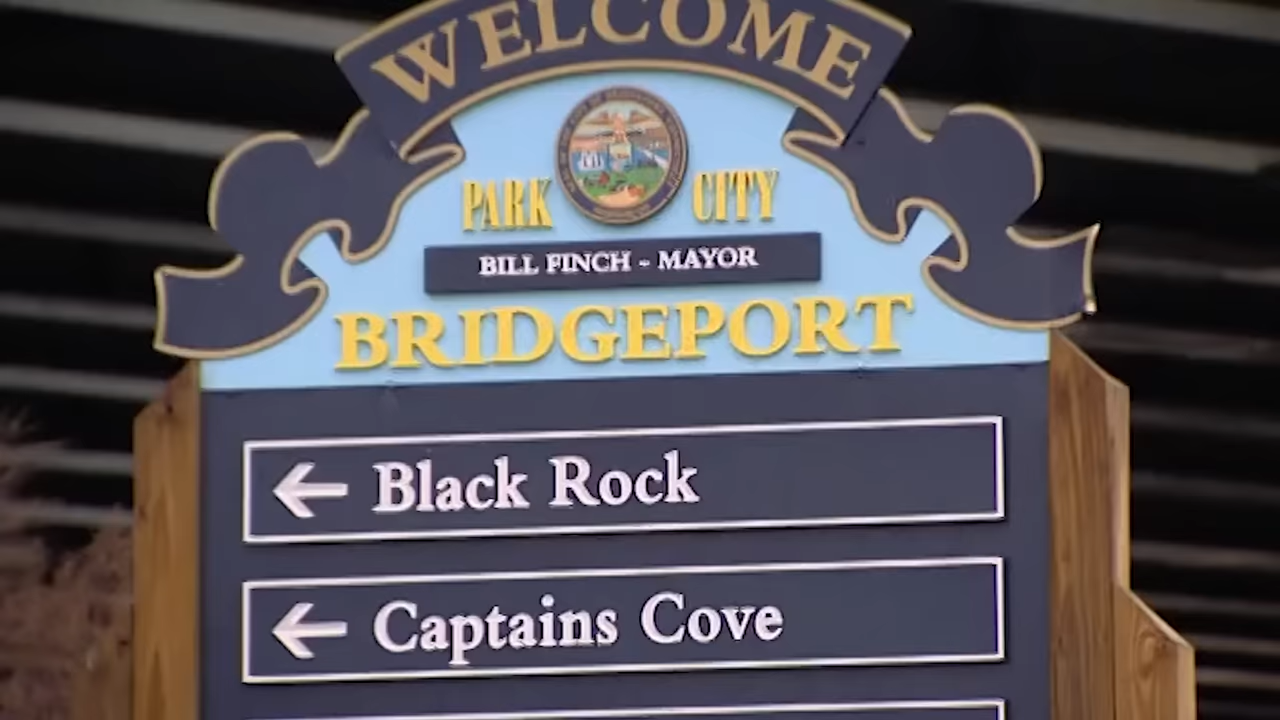 WELCOME
PARK CITY
BILL FINCH - MAYOR
BRIDGEPORT
← Black Rock
← Captains Cove